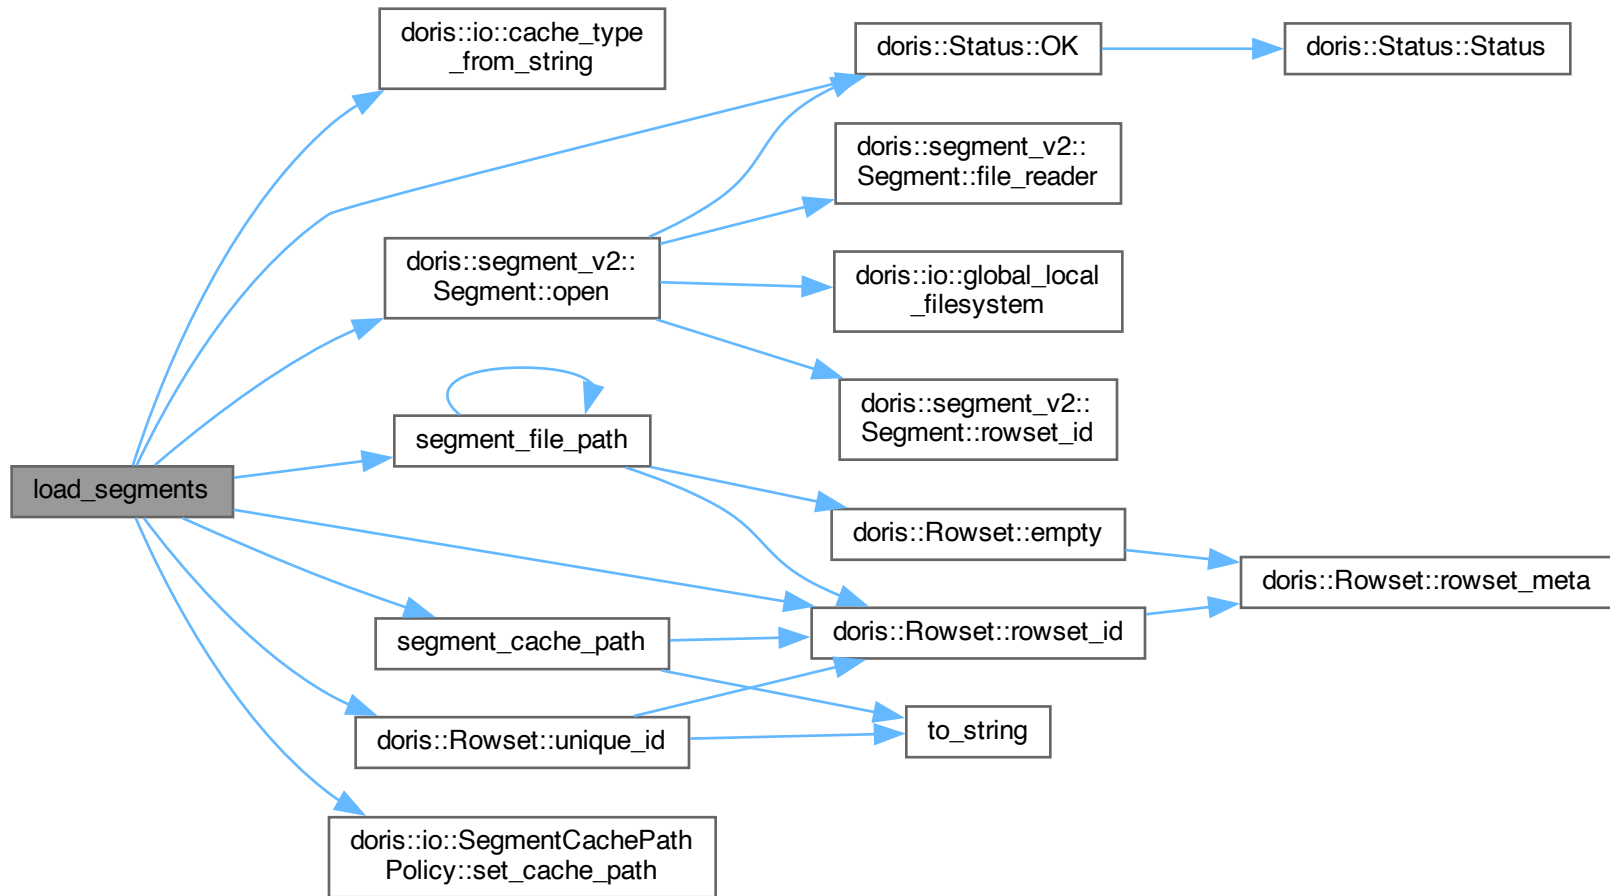 doris::io::cache_type
_from_string
doris::Status::OK
doris::Status::Status
doris::segment_v2::
Segment::file_reader
doris::segment_v2::
Segment::open
doris::io::global_local
_filesystem
doris::segment_v2::
Segment::rowset_id
segment_file_path
load_segments
doris::Rowset::empty
doris::Rowset::rowset_meta
segment_cache_path
doris::Rowset::rowset_id
doris::Rowset::unique_id
to_string
doris::io::SegmentCachePath
Policy::set_cache_path